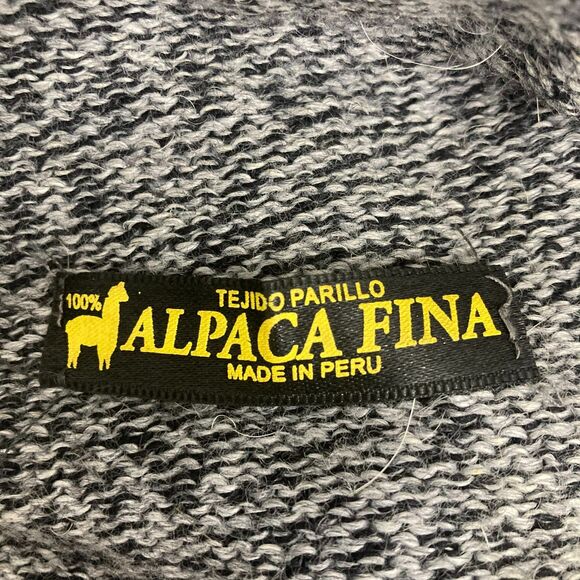 TEJIDO PARILLO
100% ALPACA FINA
MADE IN PERU